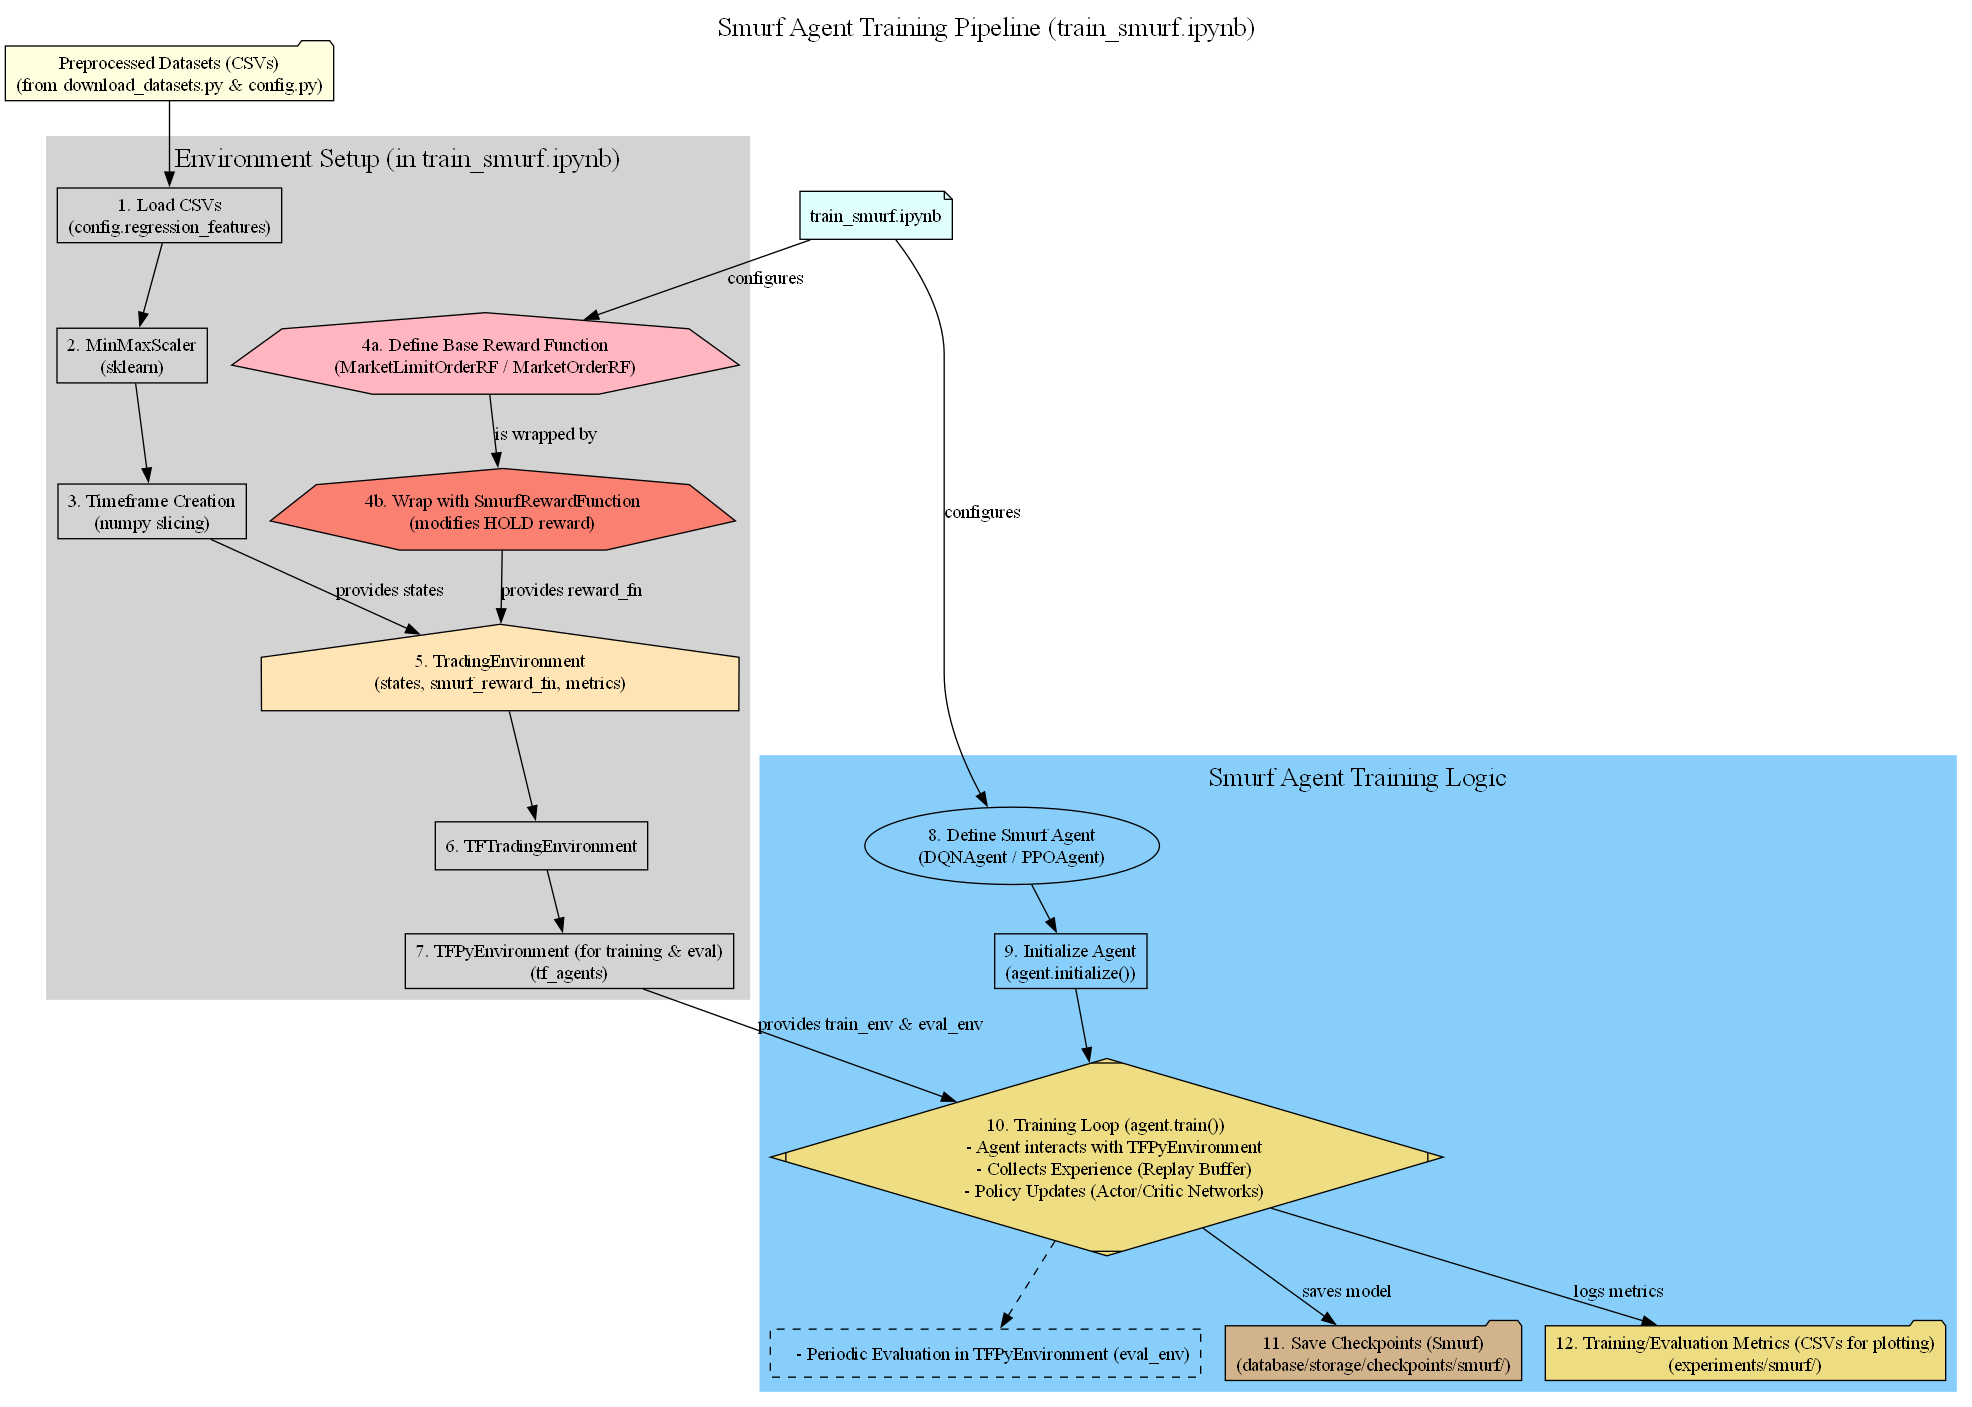 Smurf Agent Training Pipeline (train_smurf.ipynb)
Preprocessed Datasets (CSVs)
(from download_datasets.py & config.py)
Environment Setup (in train_smurf.ipynb)
1. Load CSVs
(config.regression_features)
train_smurf.ipynb
configures
2. MinMaxScaler
(sklearn)
4a. Define Base Reward Function
(MarketLimitOrderRF / MarketOrderRF)
is wrapped by
3. Timeframe Creation
(numpy slicing)
4b. Wrap with SmurfRewardFunction
(modifies HOLD reward)
configures
provides states
provides reward_fn
5. TradingEnvironment
(states, smurf_reward_fn, metrics)
Smurf Agent Training Logic
6. TFTradingEnvironment
8. Define Smurf Agent
(DQNAgent / PPOAgent)
7. TFPyEnvironment (for training & eval)
(tf_agents)
9. Initialize Agent
(agent.initialize())
provides train_env & eval_env
10. Training Loop (agent.train())
- Agent interacts with TFPyEnvironment
- Collects Experience (Replay Buffer)
- Policy Updates (Actor/Critic Networks)
saves model
logs metrics
- Periodic Evaluation in TFPyEnvironment (eval_env)
11. Save Checkpoints (Smurf)
(database/storage/checkpoints/smurf/)
12. Training/Evaluation Metrics (CSVs for plotting)
(experiments/smurf/)